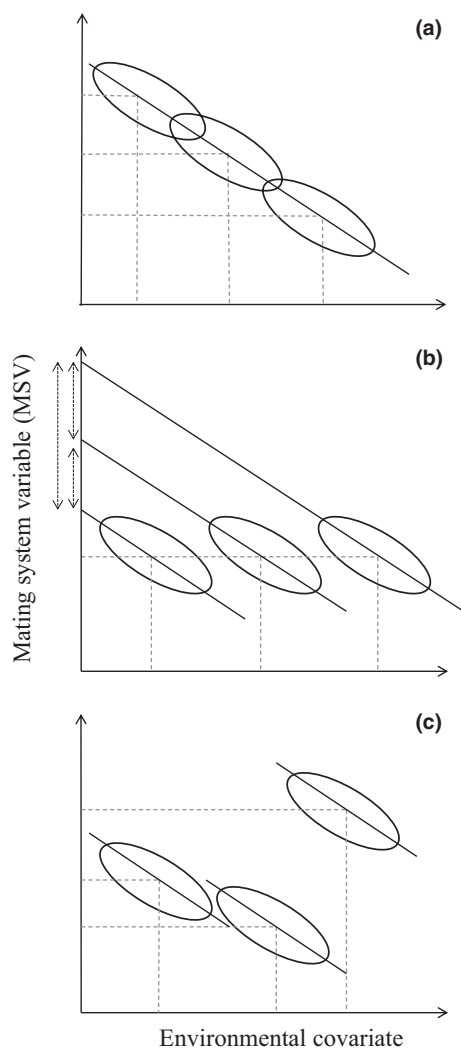 (a)
(b)
Mating system variable (MSV)
(c)
Environmental covariate